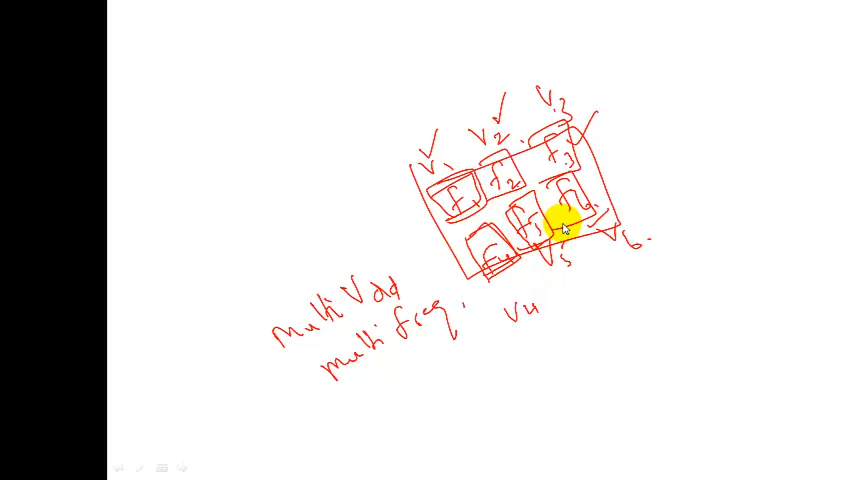 V1 V2 V3
f1 f2 f3
f4 f5 f6
V4 V5 V6
multi Vdd
multi freq.